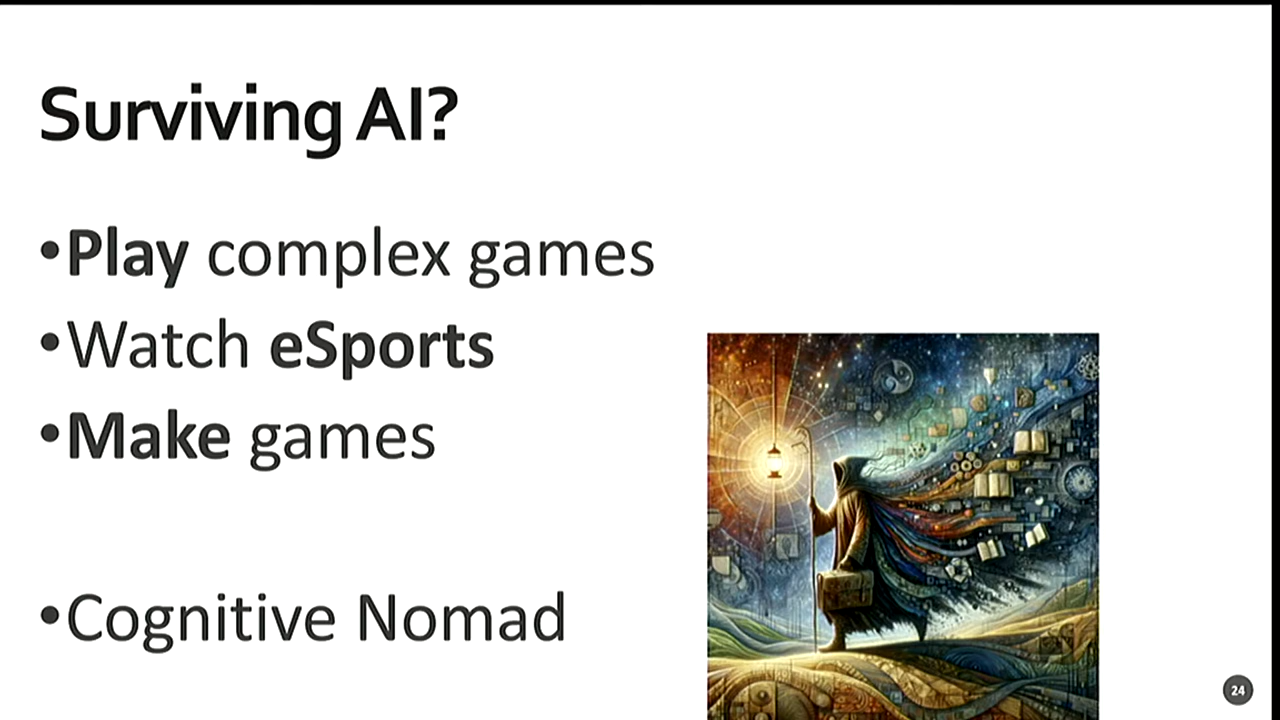 Surviving AI?
•Play complex games
•Watch eSports
•Make games
•Cognitive Nomad
24